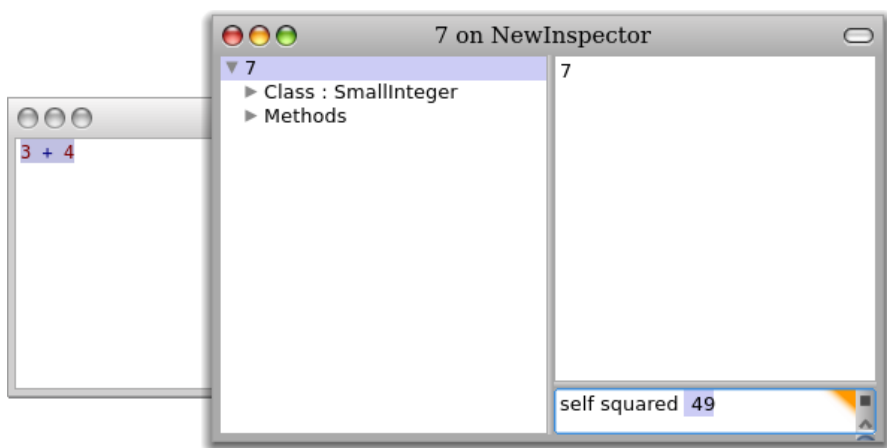 7 on NewInspector
7
Class : SmallInteger
Methods
7
3 + 4
self squared 49